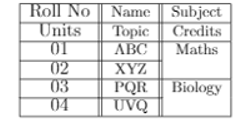 Roll No Name Subject
Units Topic Credits
01 ABC Maths
02 XYZ
03 PQR Biology
04 UVQ